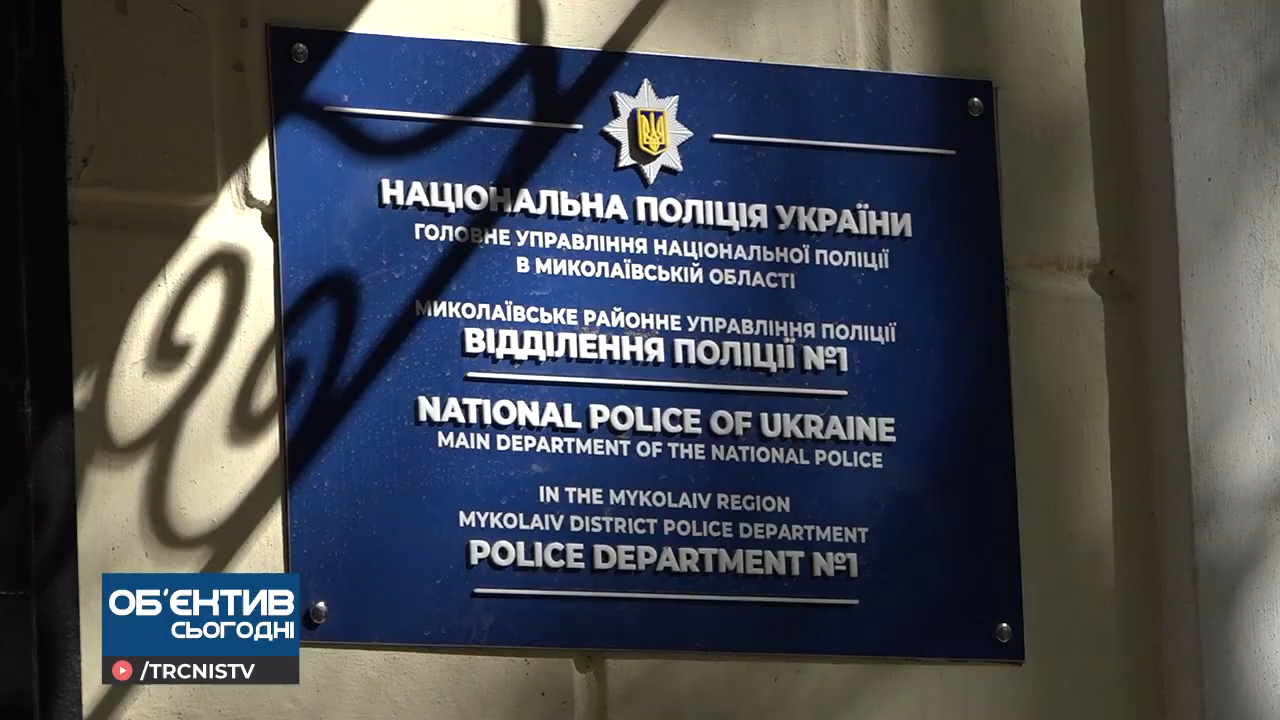 НАЦІОНАЛЬНА ПОЛІЦІЯ УКРАЇНИ
ГОЛОВНЕ УПРАВЛІННЯ НАЦІОНАЛЬНОЇ ПОЛІЦІЇ
В МИКОЛАЇВСЬКІЙ ОБЛАСТІ
МИКОЛАЇВСЬКЕ РАЙОННЕ УПРАВЛІННЯ ПОЛІЦІЇ
ВІДДІЛЕННЯ ПОЛІЦІЇ №1
NATIONAL POLICE OF UKRAINE
MAIN DEPARTMENT OF THE NATIONAL POLICE
IN THE MYKOLAIV REGION
MYKOLAIV DISTRICT POLICE DEPARTMENT
POLICE DEPARTMENT №1
ОБ'ЄКТИВ
СЬОГОДНІ
/TRCNISTV